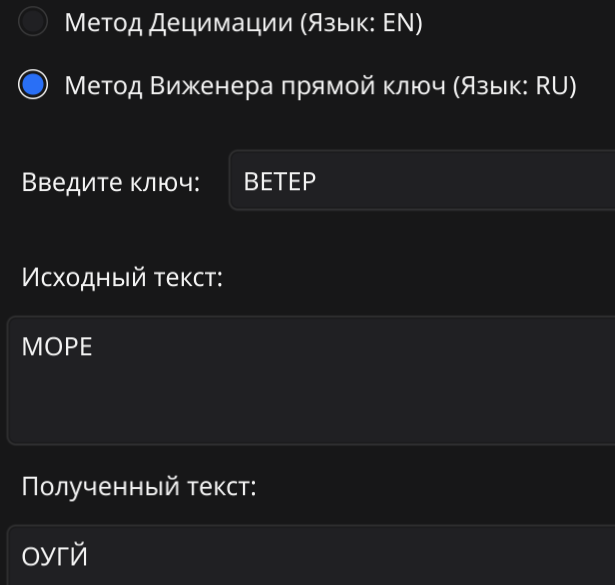 Метод Децимации (Язык: EN)
Метод Виженера прямой ключ (Язык: RU)
Введите ключ: ВЕТЕР
Исходный текст:
МОРЕ
Полученный текст:
ОУГЙ